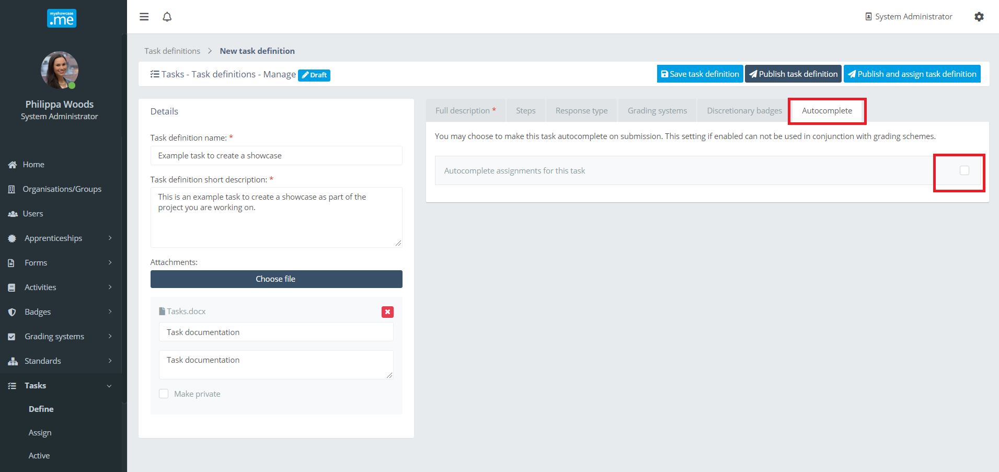 myshowcase
.me
System Administrator
Philippa Woods
System Administrator
Home
Organisations/Groups
Users
Apprenticeships
Forms
Activities
Badges
Grading systems
Standards
Tasks
Define
Assign
Active
Task definitions > New task definition
Tasks - Task definitions - Manage Draft
Save task definition
Publish task definition
Publish and assign task definition
Details
Task definition name: *
Example task to create a showcase
Task definition short description: *
This is an example task to create a showcase as part of the
project you are working on.
Attachments:
Choose file
Tasks.docx
Task documentation
Task documentation
Make private
Full description *
Steps
Response type
Grading systems
Discretionary badges
Autocomplete
You may choose to make this task autocomplete on submission. This setting if enabled can not be used in conjunction with grading schemes.
Autocomplete assignments for this task